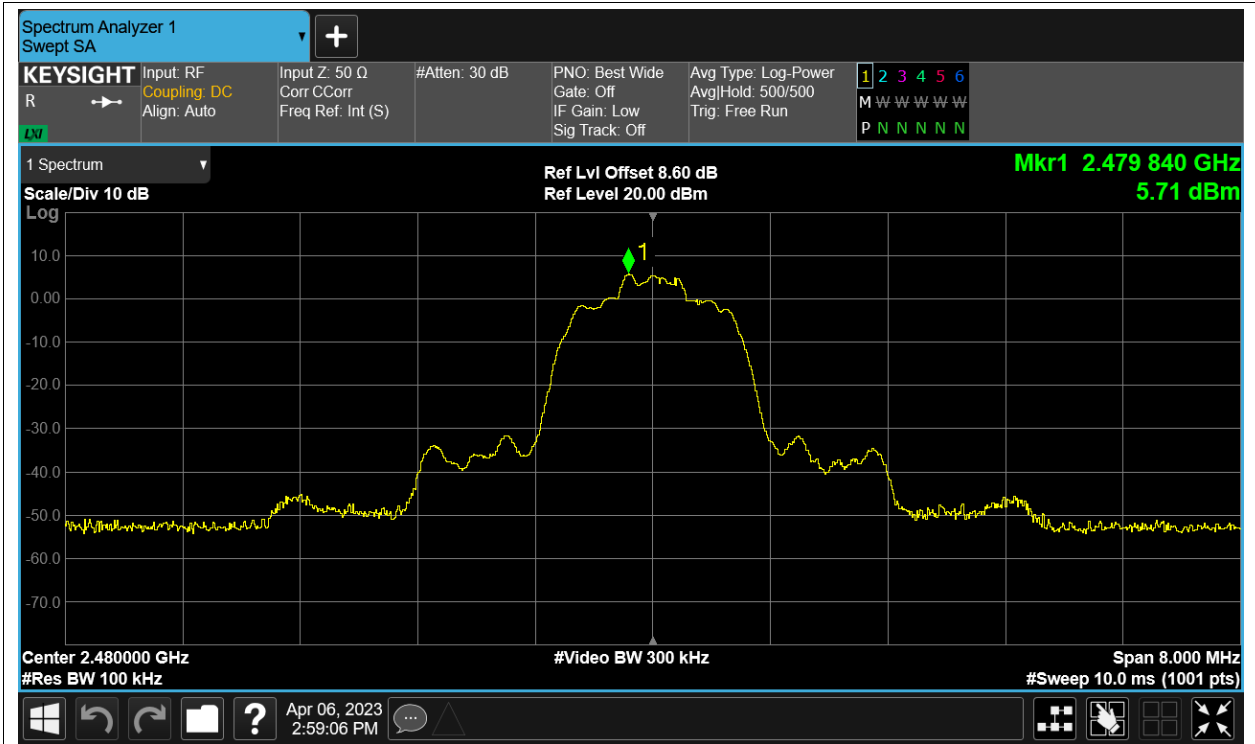 Spectrum Analyzer 1
Swept SA
KEYSIGHT
R
LXI
Input: RF
Coupling: DC
Align: Auto
Input Z: 50 Ω
Corr CCorr
Freq Ref: Int (S)
#Atten: 30 dB
PNO: Best Wide
Gate: Off
IF Gain: Low
Sig Track: Off
Avg Type: Log-Power
Avg|Hold: 500/500
Trig: Free Run
1 2 3 4 5 6
M W W W W W
P N N N N N
1 Spectrum
Scale/Div 10 dB
Ref Lvl Offset 8.60 dB
Ref Level 20.00 dBm
Mkr1 2.479 840 GHz
5.71 dBm
Log
1
10.0
0.00
-10.0
-20.0
-30.0
-40.0
-50.0
-60.0
-70.0
Center 2.480000 GHz
#Video BW 300 kHz
Span 8.000 MHz
#Res BW 100 kHz
#Sweep 10.0 ms (1001 pts)
?
Apr 06, 2023
2:59:06 PM